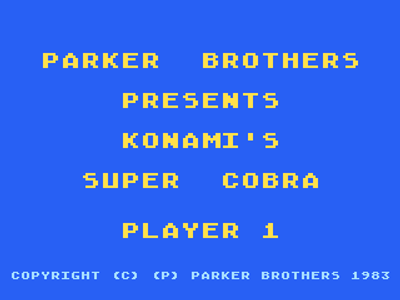 PARKER BROTHERS
PRESENTS
KONAMI'S
SUPER COBRA
PLAYER 1
COPYRIGHT (C) (P) PARKER BROTHERS 1983